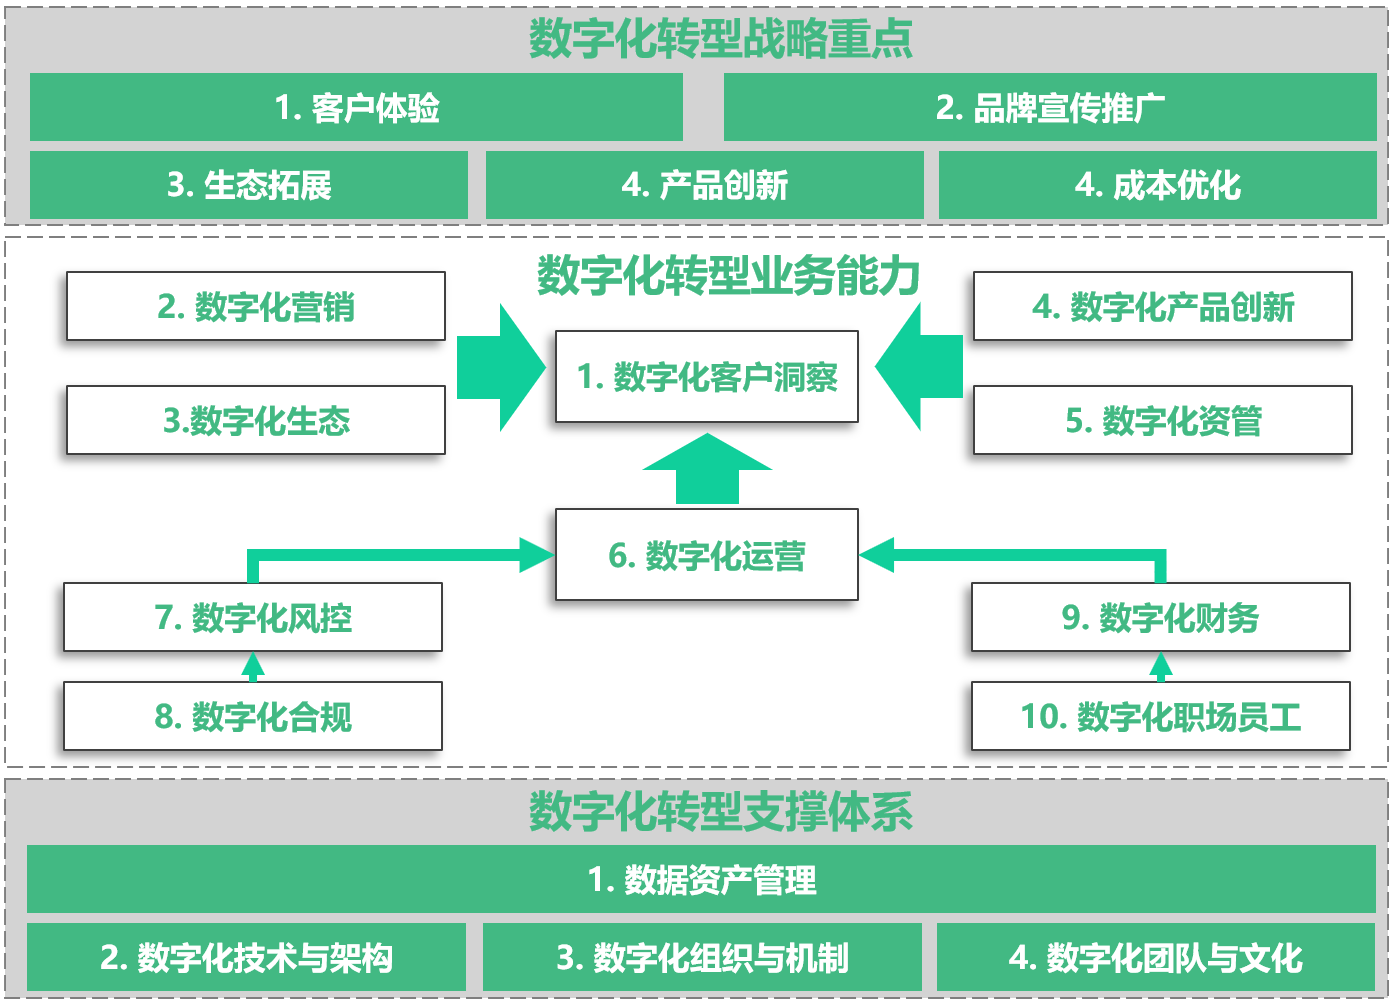 数字化转型战略重点
1. 客户体验
2. 品牌宣传推广
3. 生态拓展
4. 产品创新
4. 成本优化
数字化转型业务能力
2. 数字化营销
4. 数字化产品创新
1. 数字化客户洞察
3.数字化生态
5. 数字化资管
6. 数字化运营
7. 数字化风控
9. 数字化财务
8. 数字化合规
10. 数字化职场员工
数字化转型支撑体系
1. 数据资产管理
2. 数字化技术与架构
3. 数字化组织与机制
4. 数字化团队与文化